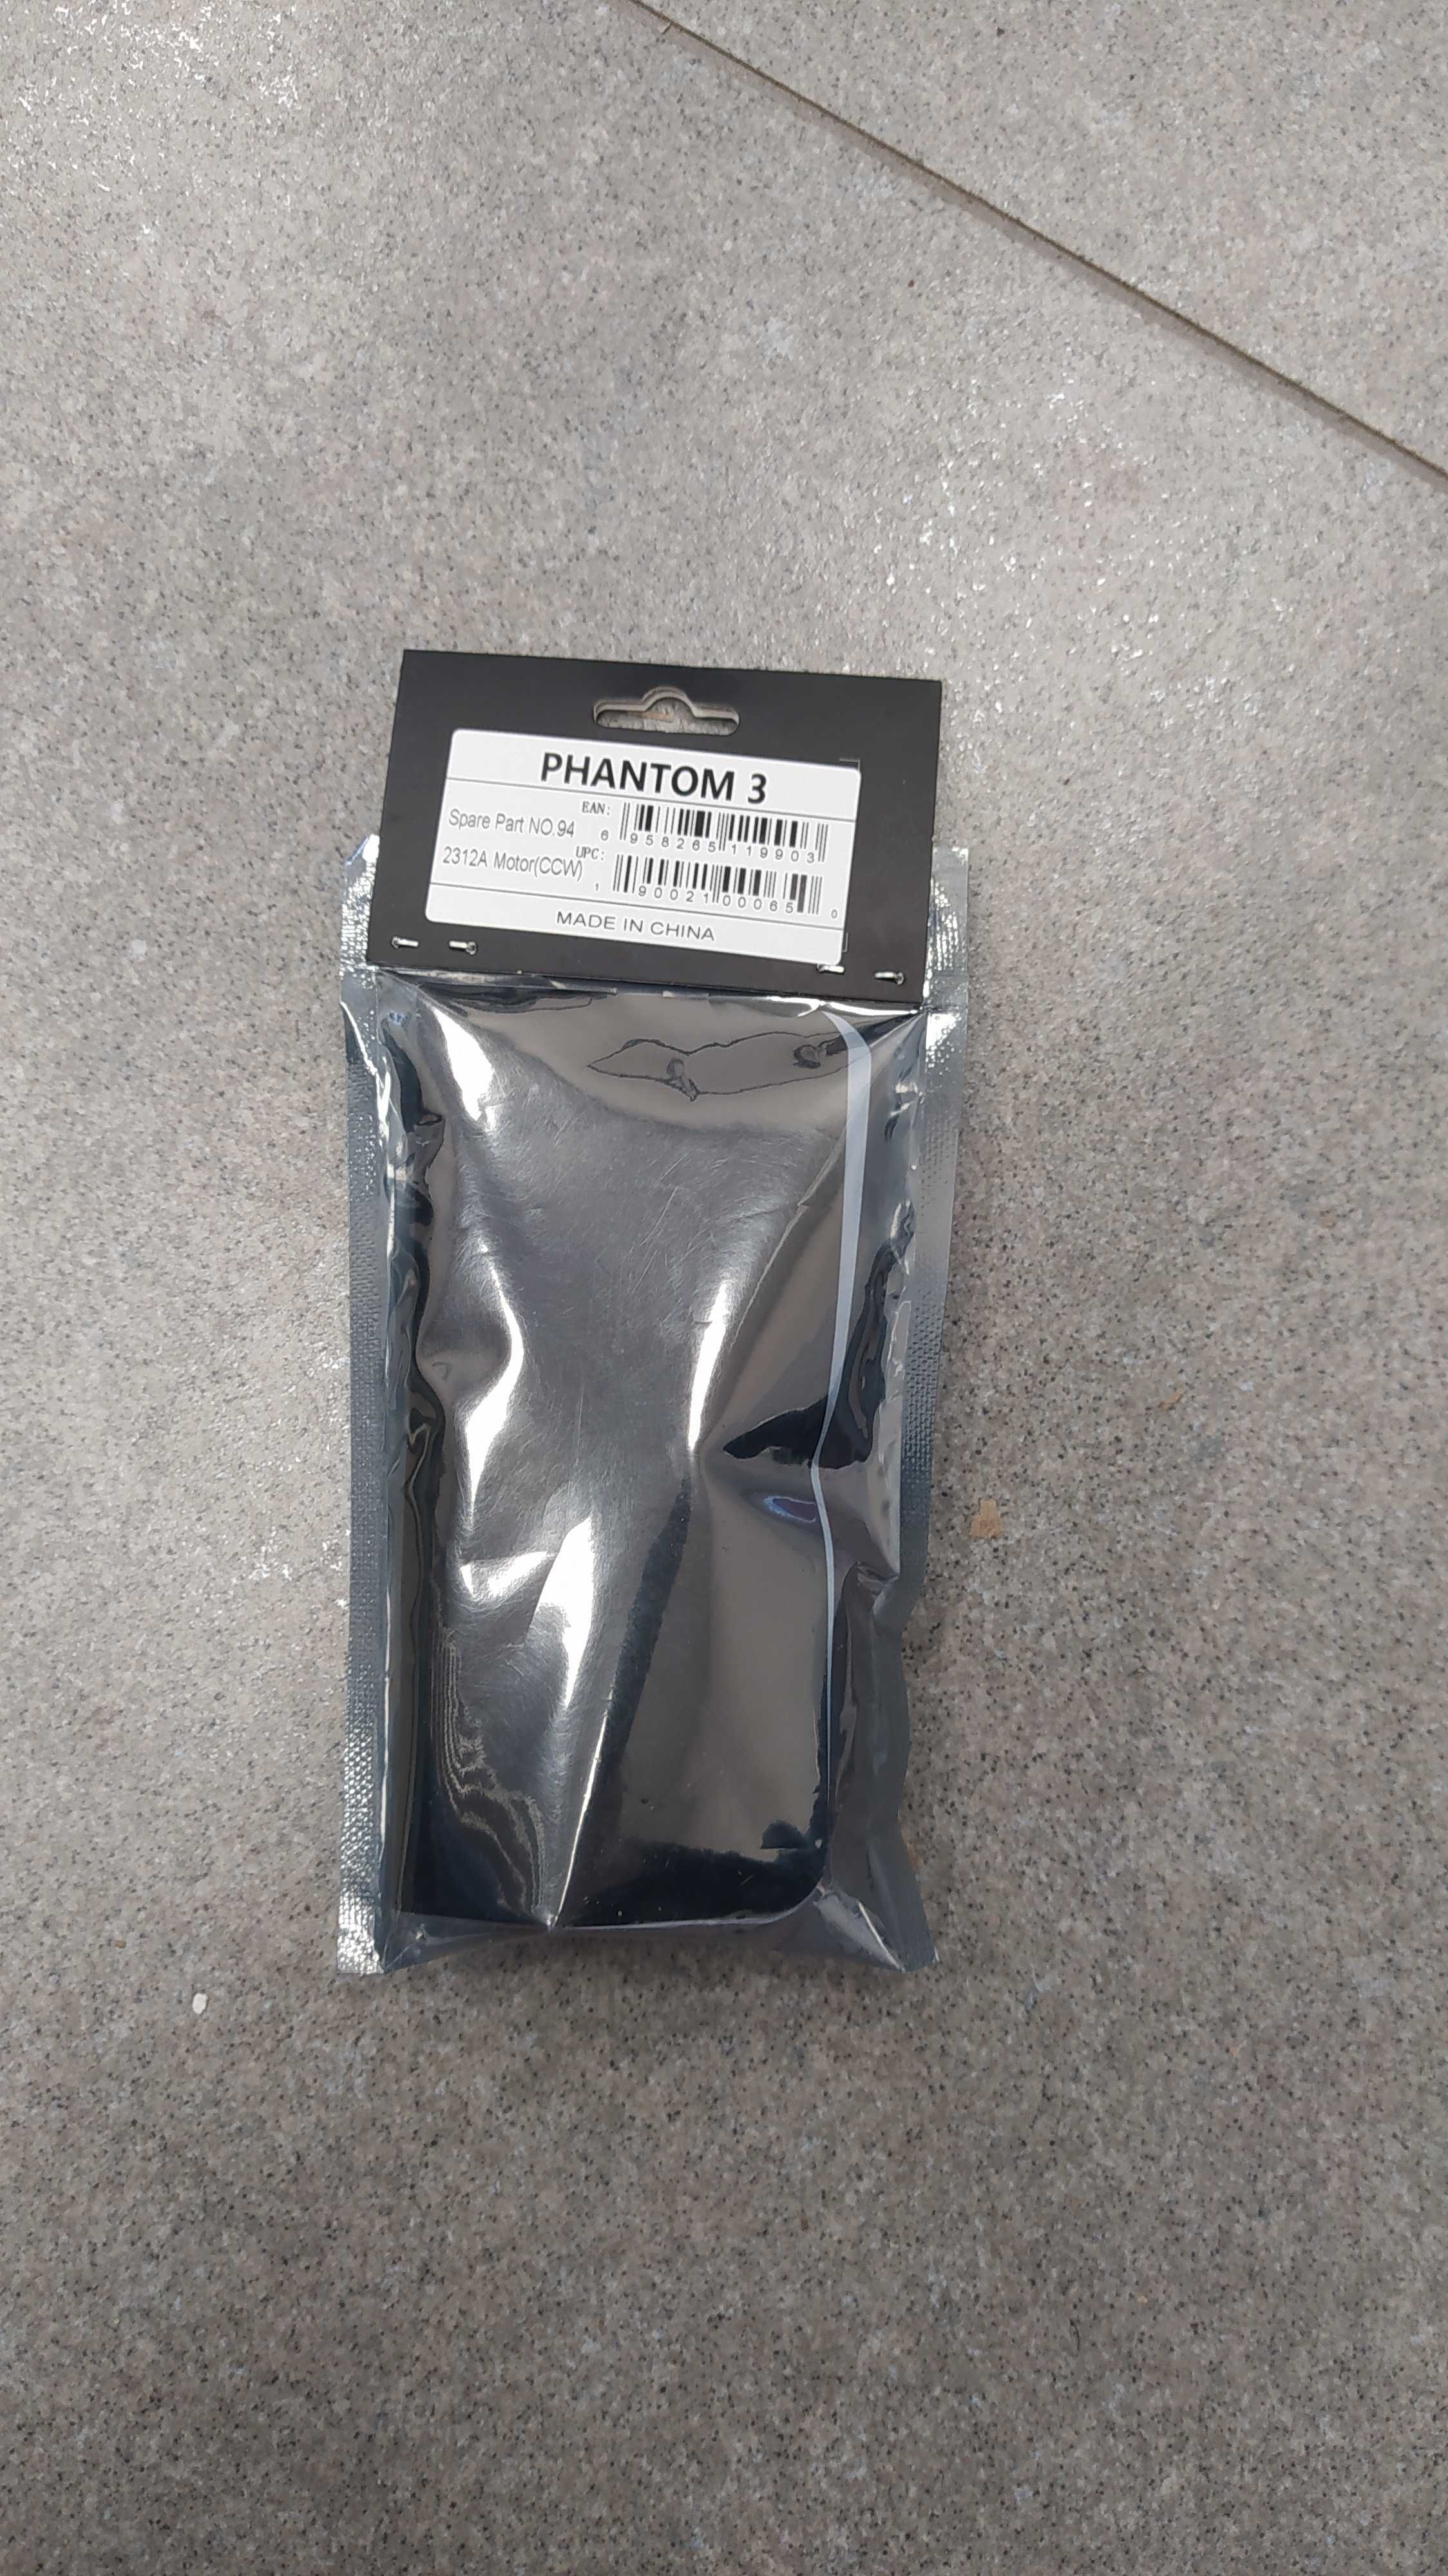 PHANTOM 3
Spare Part NO.94
EAN:
6 958265 119903
2312A Motor(CCW)
UPC:
1 90021 00065 0
MADE IN CHINA